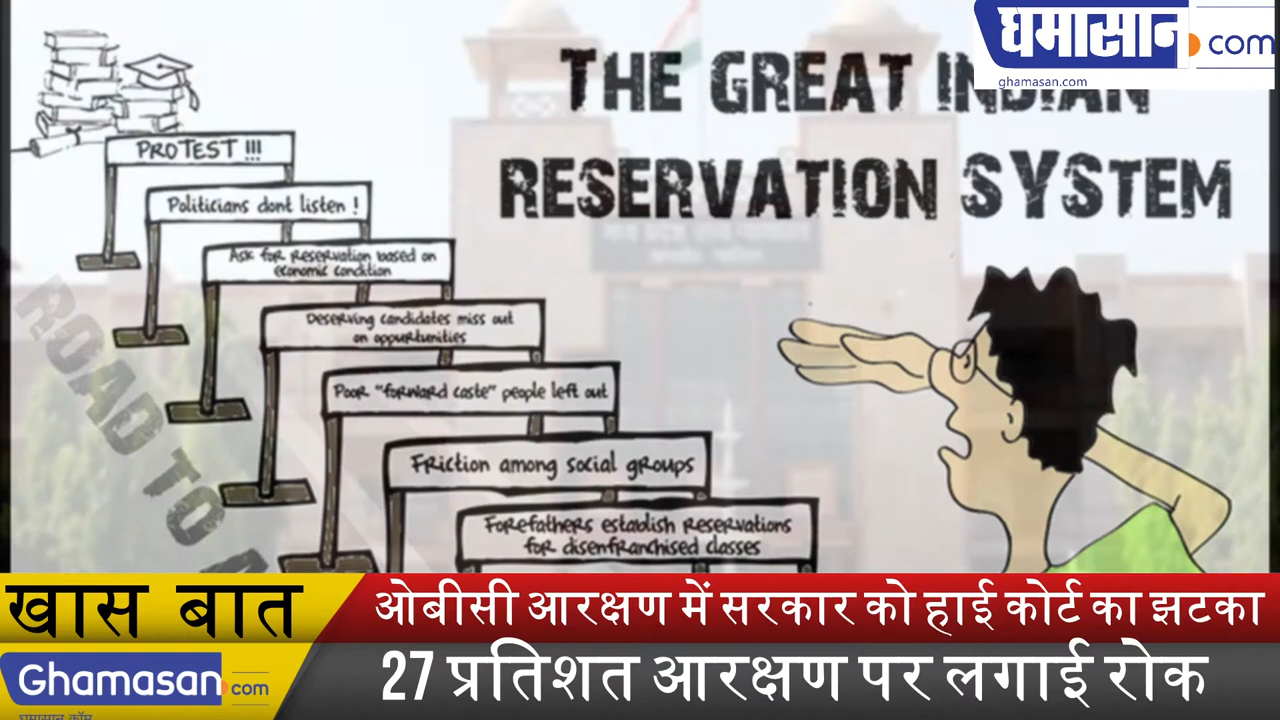 घमासान.com
ghamasan.com
THE GREAT INDIAN
RESERVATION SYSTEM
PROTEST !!!
Politicians dont listen !
Ask for reservation based on
economic condition
Deserving candidates miss out
on oppurtunities
Poor "forward caste" people left out
Friction among social groups
Forefathers establish reservations
for disenfranchised classes
ROAD TO
खास बात
ओबीसी आरक्षण में सरकार को हाई कोर्ट का झटका
27 प्रतिशत आरक्षण पर लगाई रोक
Ghamasan.com
घमासान.कॉम